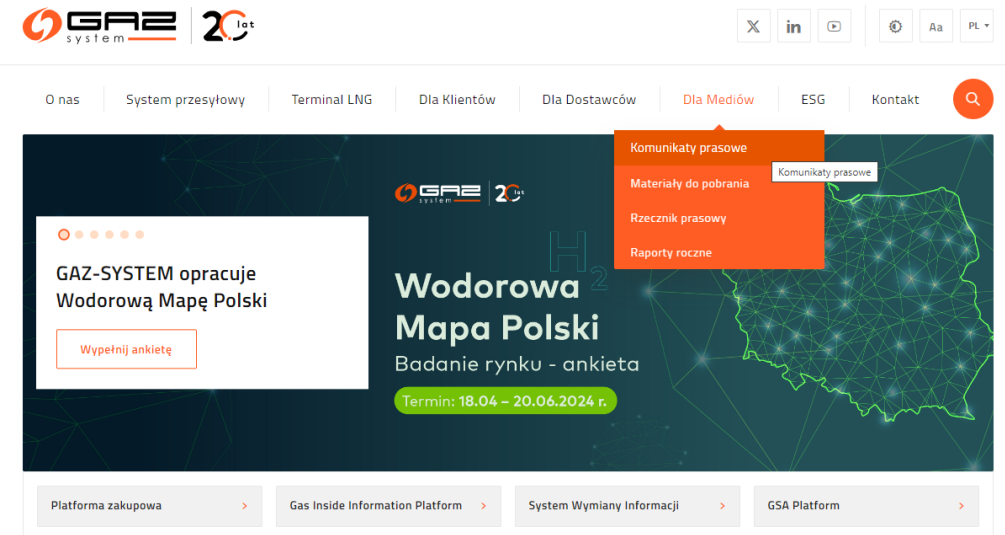 GAZ
system
20 lat
Aa
PL
O nas
System przesyłowy
Terminal LNG
Dla Klientów
Dla Dostawców
Dla Mediów
ESG
Kontakt
Komunikaty prasowe
Komunikaty prasowe
Materiały do pobrania
Rzecznik prasowy
Raporty roczne
GAZ
system
20 lat
GAZ-SYSTEM opracuje
Wodorową Mapę Polski
Wypełnij ankietę
H2
Wodorowa
Mapa Polski
Badanie rynku - ankieta
Termin: 18.04 – 20.06.2024 r.
Platforma zakupowa
Gas Inside Information Platform
System Wymiany Informacji
GSA Platform